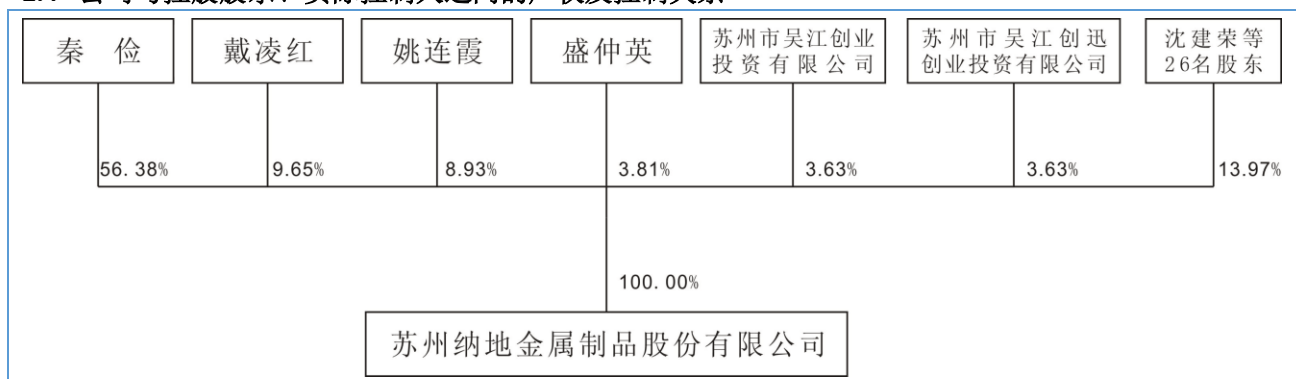 秦 俭
戴凌红
姚连霞
盛仲英
苏州市吴江创业
投资有限公司
苏州市吴江创迅
创业投资有限公司
沈建荣等
26名股东
56.38%
9.65%
8.93%
3.81%
3.63%
3.63%
13.97%
100.00%
苏州纳地金属制品股份有限公司